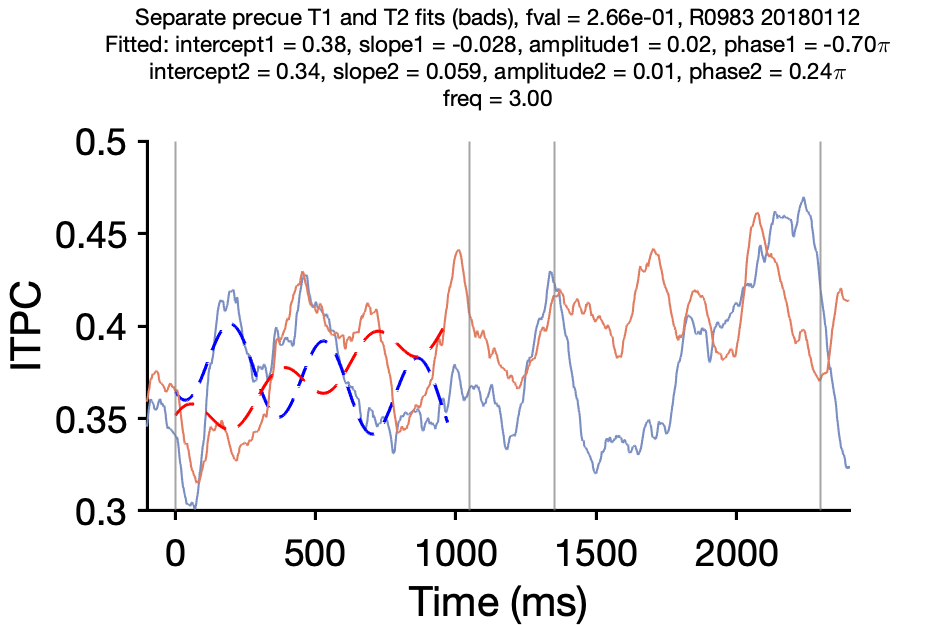 Separate precue T1 and T2 fits (bads), fval = 2.66e-01, R0983 20180112
Fitted: intercept1 = 0.38, slope1 = -0.028, amplitude1 = 0.02, phase1 = -0.70π
intercept2 = 0.34, slope2 = 0.059, amplitude2 = 0.01, phase2 = 0.24π
freq = 3.00
0.5
0.45
0.4
0.35
0.3
ITPC
0 500 1000 1500 2000
Time (ms)